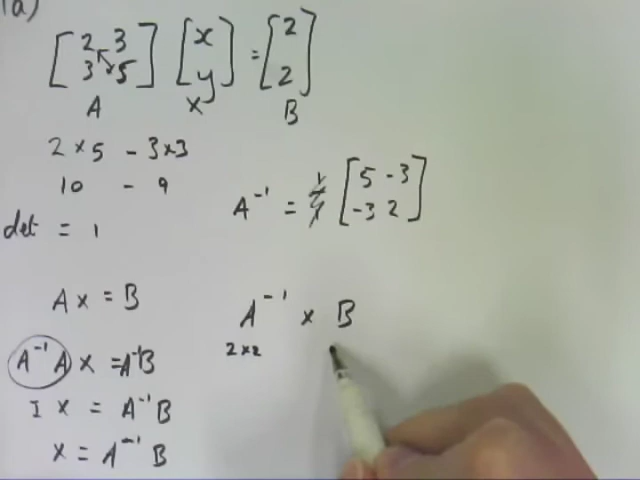 (a)
[2 3] [x] = [2]
[3 5] [y] [2]
A X B
2 × 5 - 3 × 3
10 - 9
det = 1
A⁻¹ = 1/1 [5 -3]
[-3 2]
Ax = B
A⁻¹ A x = A⁻¹B
I x = A⁻¹ B
x = A⁻¹ B
A⁻¹ × B
2 × 2